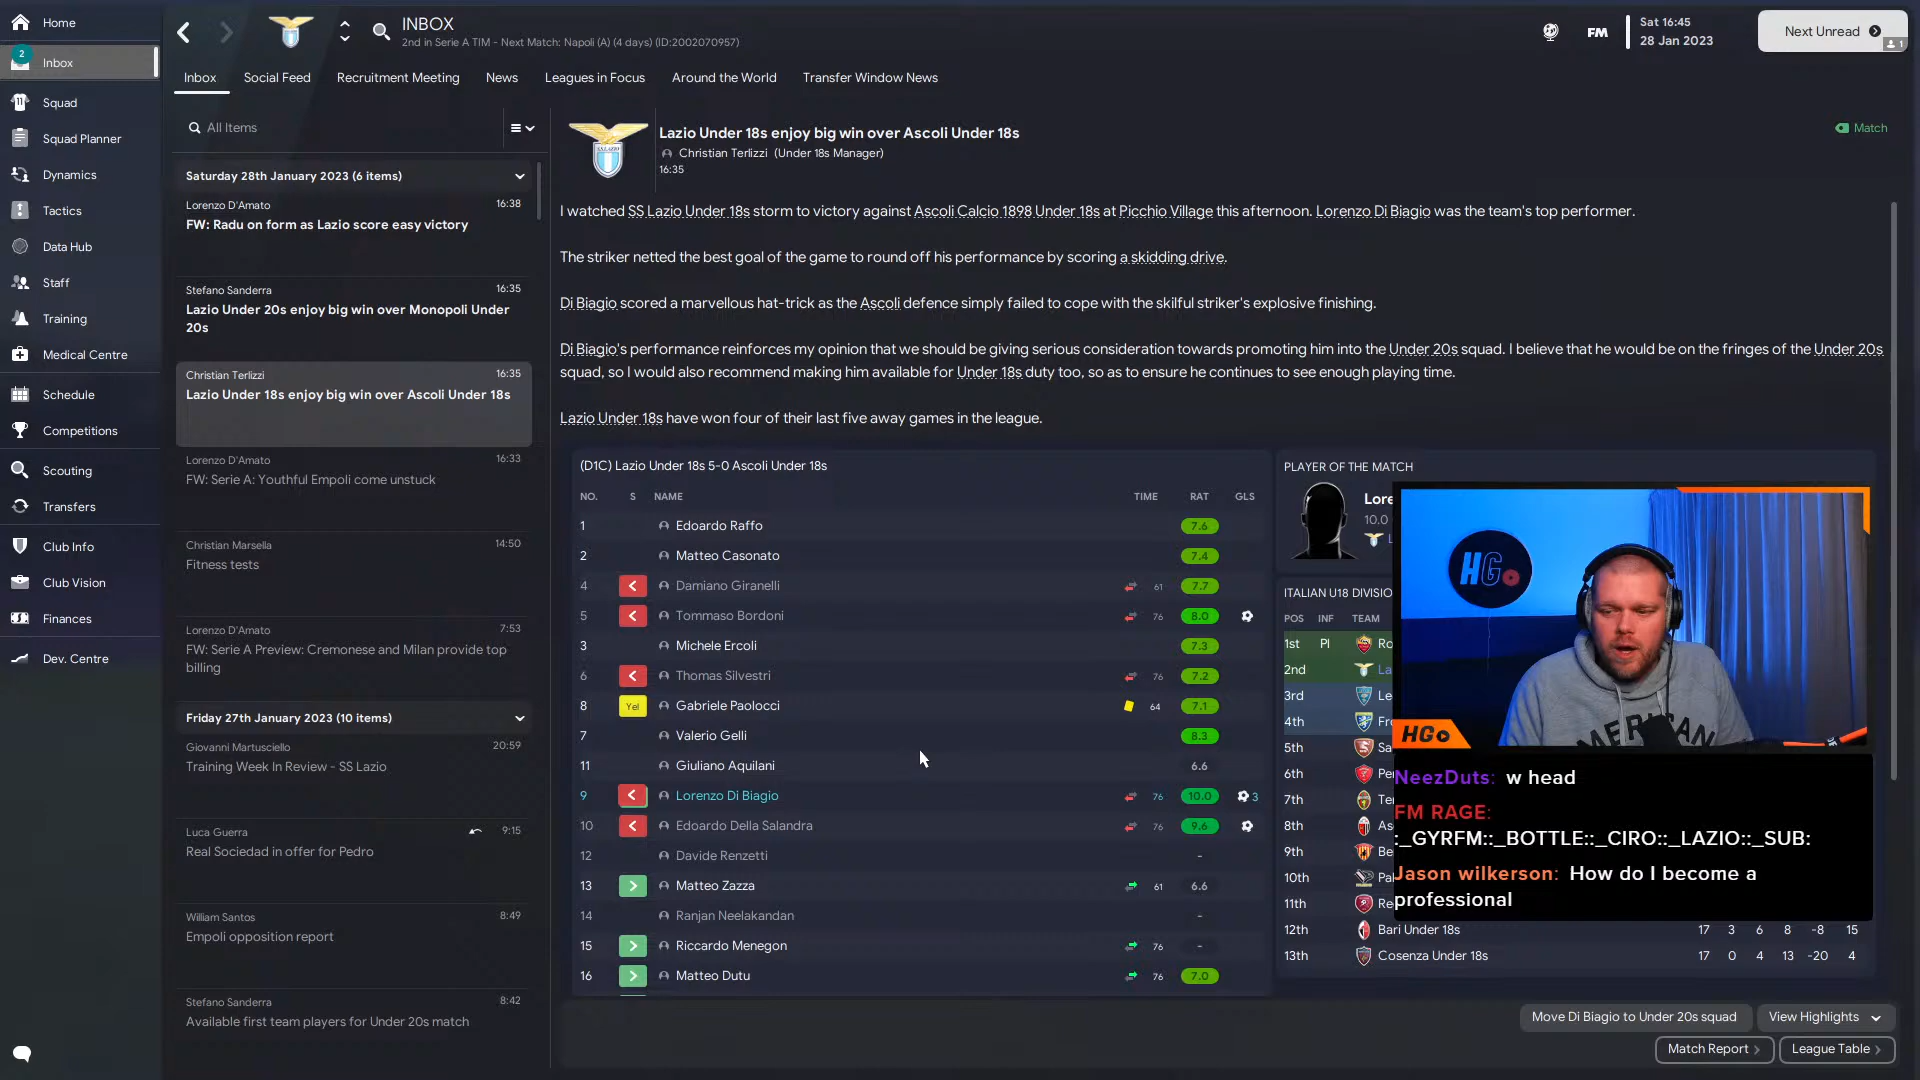 Home
2
Inbox
Squad
Squad Planner
Dynamics
Tactics
Data Hub
Staff
Training
Medical Centre
Schedule
Competitions
Scouting
Transfers
Club Info
Club Vision
Finances
Dev. Centre
INBOX
2nd in Serie A TIM - Next Match: Napoli (A) (4 days) (ID:2002070957)
FM
Sat 16:45
28 Jan 2023
Next Unread
1
Inbox Social Feed Recruitment Meeting News Leagues in Focus Around the World Transfer Window News
All Items
Saturday 28th January 2023 (6 items)
Lorenzo D'Amato 16:38
FW: Radu on form as Lazio score easy victory
Stefano Sanderra 16:35
Lazio Under 20s enjoy big win over Monopoli Under
20s
Christian Terlizzi 16:35
Lazio Under 18s enjoy big win over Ascoli Under 18s
Lorenzo D'Amato 16:33
FW: Serie A: Youthful Empoli come unstuck
Christian Marsella 14:50
Fitness tests
Lorenzo D'Amato 7:53
FW: Serie A Preview: Cremonese and Milan provide top
billing
Friday 27th January 2023 (10 items)
Giovanni Martusciello 20:59
Training Week In Review - SS Lazio
Luca Guerra 9:15
Real Sociedad in offer for Pedro
William Santos 8:49
Empoli opposition report
Stefano Sanderra 8:42
Available first team players for Under 20s match
Lazio Under 18s enjoy big win over Ascoli Under 18s
Christian Terlizzi (Under 18s Manager)
16:35
Match
I watched SS Lazio Under 18s storm to victory against Ascoli Calcio 1898 Under 18s at Picchio Village this afternoon. Lorenzo Di Biagio was the team's top performer.
The striker netted the best goal of the game to round off his performance by scoring a skidding drive.
Di Biagio scored a marvellous hat-trick as the Ascoli defence simply failed to cope with the skilful striker's explosive finishing.
Di Biagio's performance reinforces my opinion that we should be giving serious consideration towards promoting him into the Under 20s squad. I believe that he would be on the fringes of the Under 20s
squad, so I would also recommend making him available for Under 18s duty too, so as to ensure he continues to see enough playing time.
Lazio Under 18s have won four of their last five away games in the league.
(D1C) Lazio Under 18s 5-0 Ascoli Under 18s
NO. S NAME TIME RAT GLS
1 Edoardo Raffo 7.6
2 Matteo Casonato 7.4
4 Damiano Giranelli 61 7.7
5 Tommaso Bordoni 76 8.0
3 Michele Ercoli 7.3
6 Thomas Silvestri 76 7.2
8 Yel Gabriele Paolocci 64 7.1
7 Valerio Gelli 8.3
11 Giuliano Aquilani 6.6
9 Lorenzo Di Biagio 76 10.0 3
10 Edoardo Della Salandra 76 9.6
12 Davide Renzetti -
13 Matteo Zazza 61 6.6
14 Ranjan Neelakandan -
15 Riccardo Menegon 76 -
16 Matteo Dutu 76 7.0
PLAYER OF THE MATCH
Lore
10.0
L
ITALIAN U18 DIVISIO
POS INF TEAM
1st Pl Ro
2nd La
3rd Le
4th Fr
5th Sa
6th Pe
7th Te
8th As
9th Be
10th Pal
11th Re
12th Bari Under 18s 17 3 6 8 -8 15
13th Cosenza Under 18s 17 0 4 13 -20 4
HG
AMERICAN
HG
NeezDuts: w head
FM RAGE:
:_GYRFM::_BOTTLE::_CIRO::_LAZIO::_SUB:
Jason wilkerson: How do I become a
professional
Move Di Biagio to Under 20s squad
View Highlights
Match Report
League Table